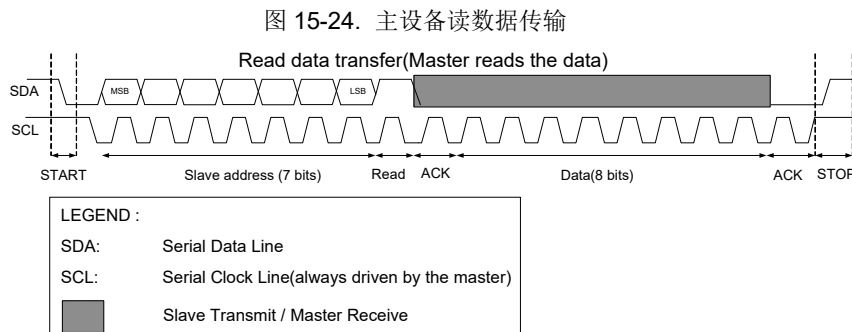 图 15-24. 主设备读数据传输
Read data transfer(Master reads the data)
SDA
MSB
LSB
SCL
START
Slave address (7 bits)
Read
ACK
Data(8 bits)
ACK
STOP
LEGEND :
SDA: Serial Data Line
SCL: Serial Clock Line(always driven by the master)
Slave Transmit / Master Receive